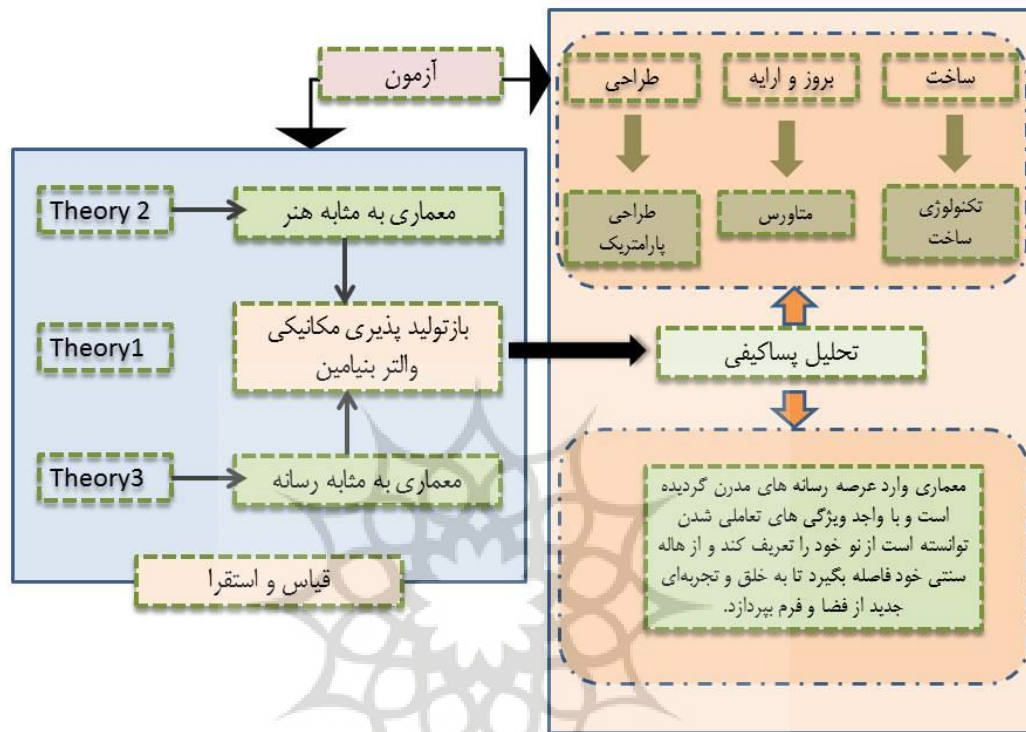 آزمون
ساخت
بروز و ارایه
طراحی
تکنولوژی
ساخت
متاورس
طراحی
پارامتریک
Theory 2
معماری به مثابه هنر
Theory1
بازتولید پذیری مکانیکی
والتر بنیامین
تحلیل پساکیفی
Theory3
معماری به مثابه رسانه
قیاس و استقرا
معماری وارد عرصه رسانه های مدرن گردیده
است و با واجد ویژگی های تعاملی شدن
توانسته است از نو خود را تعریف کند و از هاله
سنتی خود فاصله بگیرد تا به خلق و تجربه‌ای
جدید از فضا و فرم بپردازد.